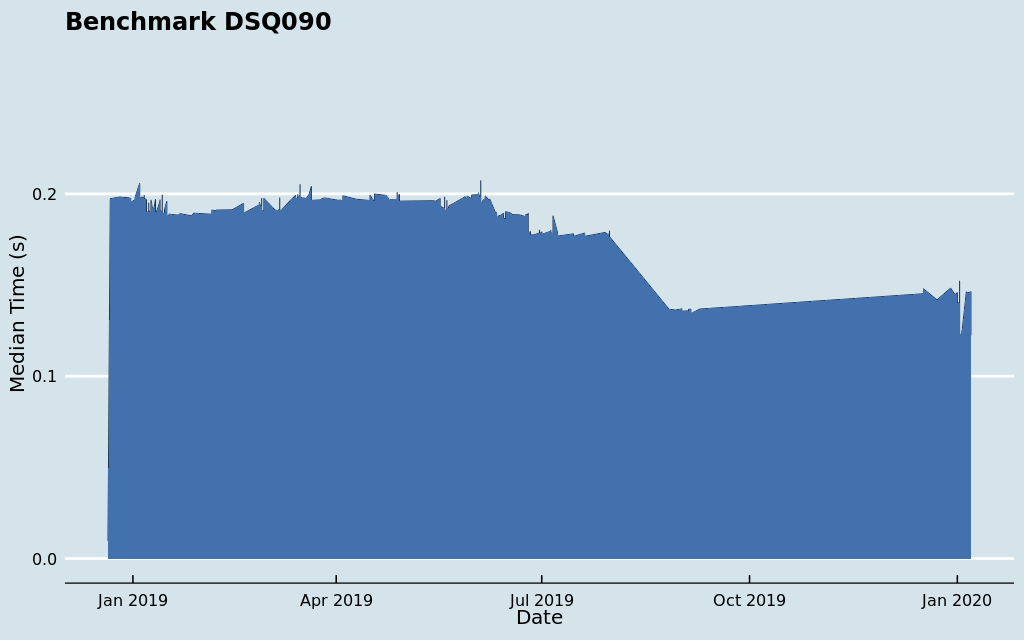 Benchmark DSQ090
Median Time (s)
0.2
0.1
0.0
Jan 2019
Apr 2019
Jul 2019
Oct 2019
Jan 2020
Date